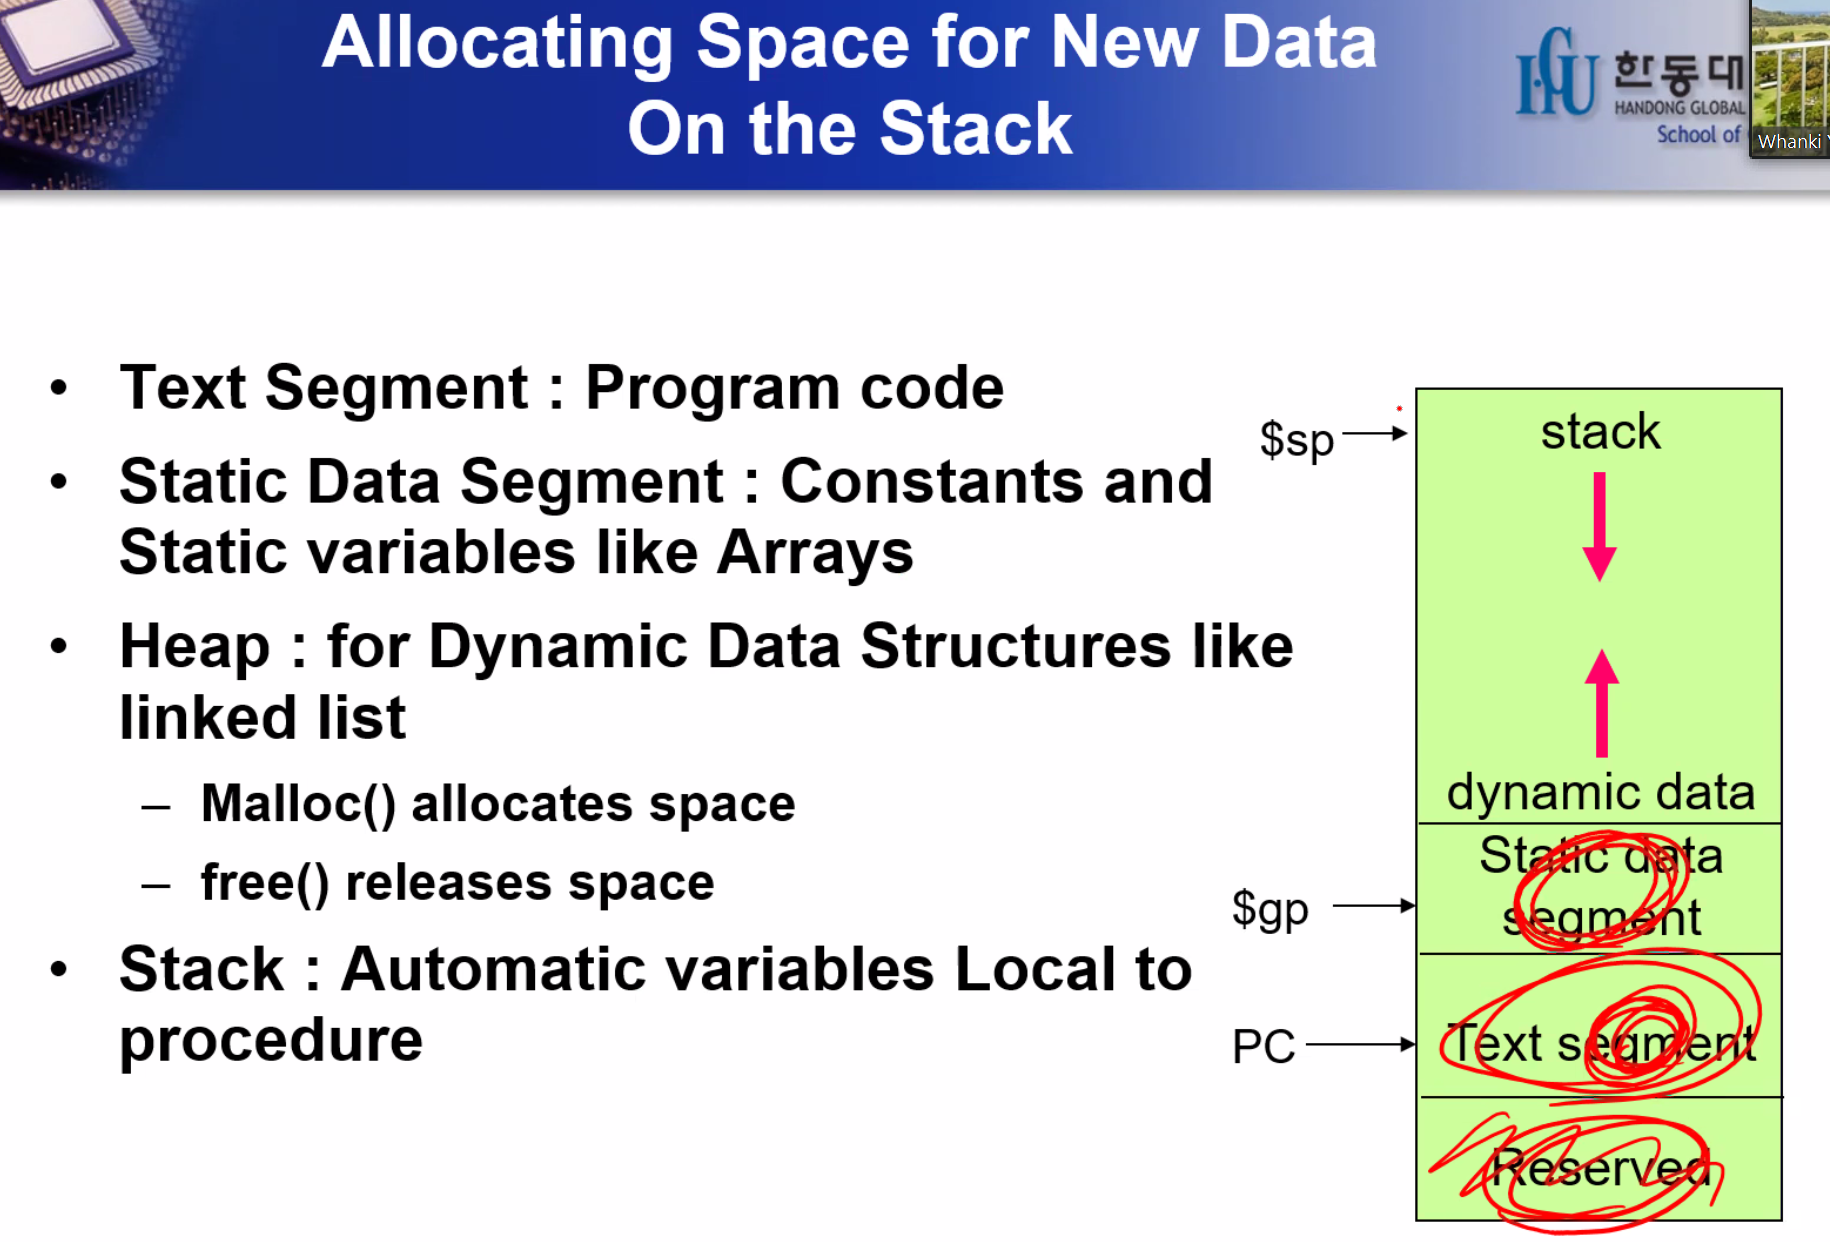 Allocating Space for New Data
On the Stack
한동대
HANDONG GLOBAL
School of
Whanki
• Text Segment : Program code
• Static Data Segment : Constants and
Static variables like Arrays
• Heap : for Dynamic Data Structures like
linked list
– Malloc() allocates space
– free() releases space
• Stack : Automatic variables Local to
procedure
$sp
stack
dynamic data
Static data
segment
$gp
PC
Text segment
Reserved